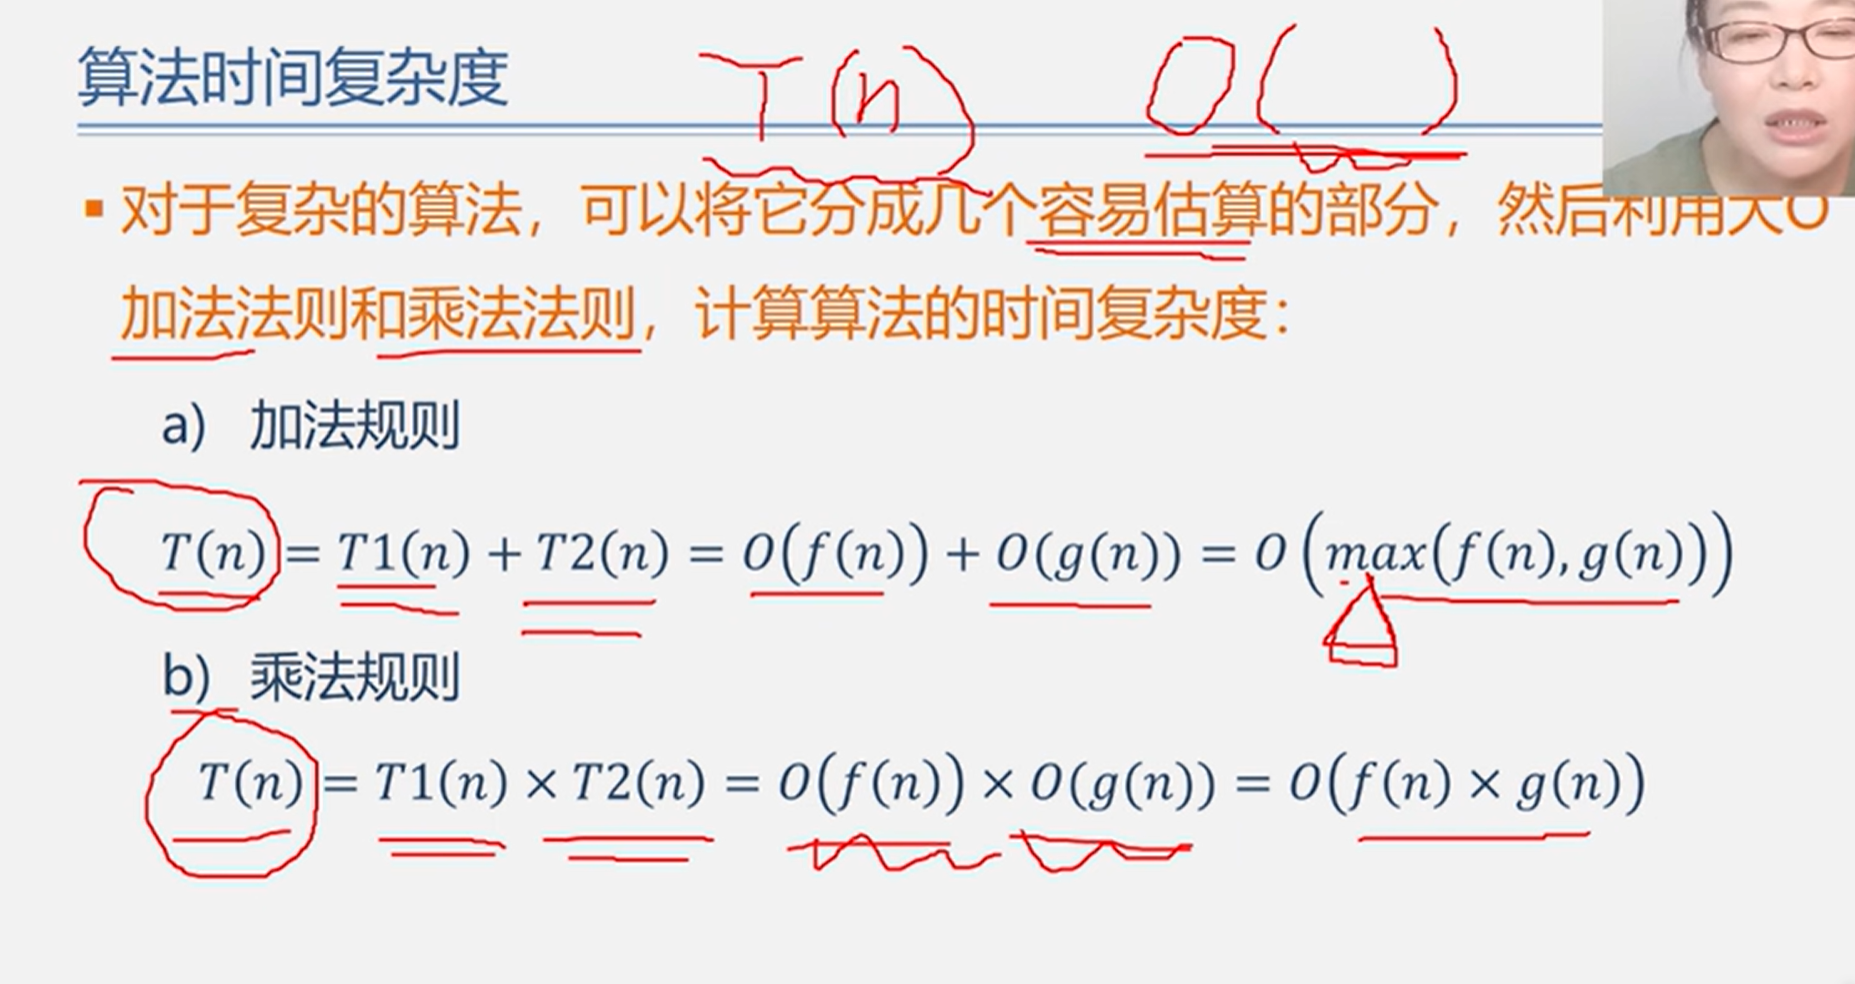 算法时间复杂度
T(n) O( )
▪ 对于复杂的算法，可以将它分成几个容易估算的部分，然后利用大O
加法法则和乘法法则，计算算法的时间复杂度：
a) 加法规则
T(n) = T1(n) + T2(n) = O(f(n)) + O(g(n)) = O(max(f(n), g(n)))
b) 乘法规则
T(n) = T1(n) × T2(n) = O(f(n)) × O(g(n)) = O(f(n) × g(n))